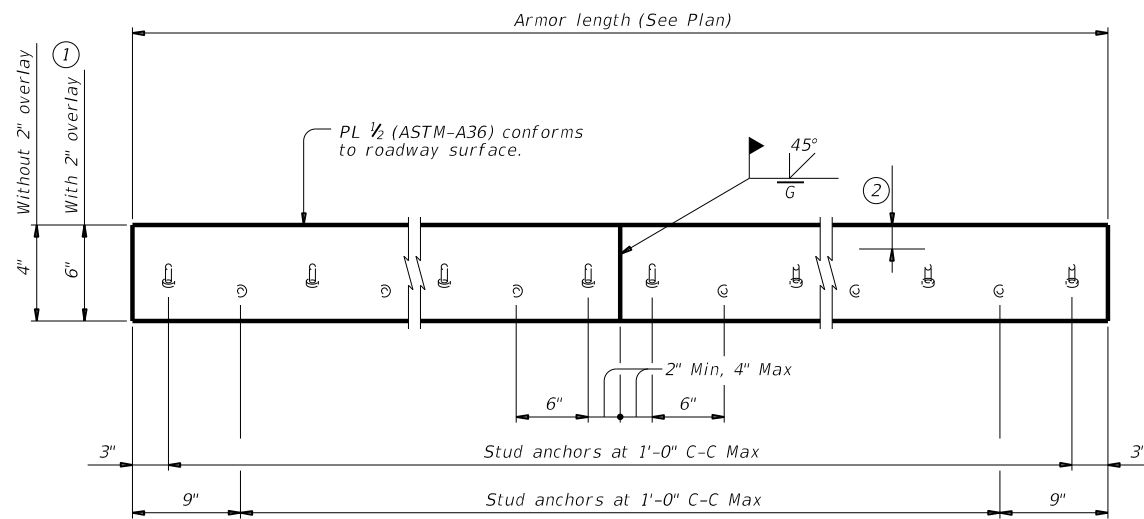 Armor length (See Plan)
Without 2" overlay
1
With 2" overlay
PL ½ (ASTM-A36) conforms
to roadway surface.
45°
G
2
4"
6"
2" Min, 4" Max
6"
6"
3"
Stud anchors at 1'-0" C-C Max
3"
9"
Stud anchors at 1'-0" C-C Max
9"